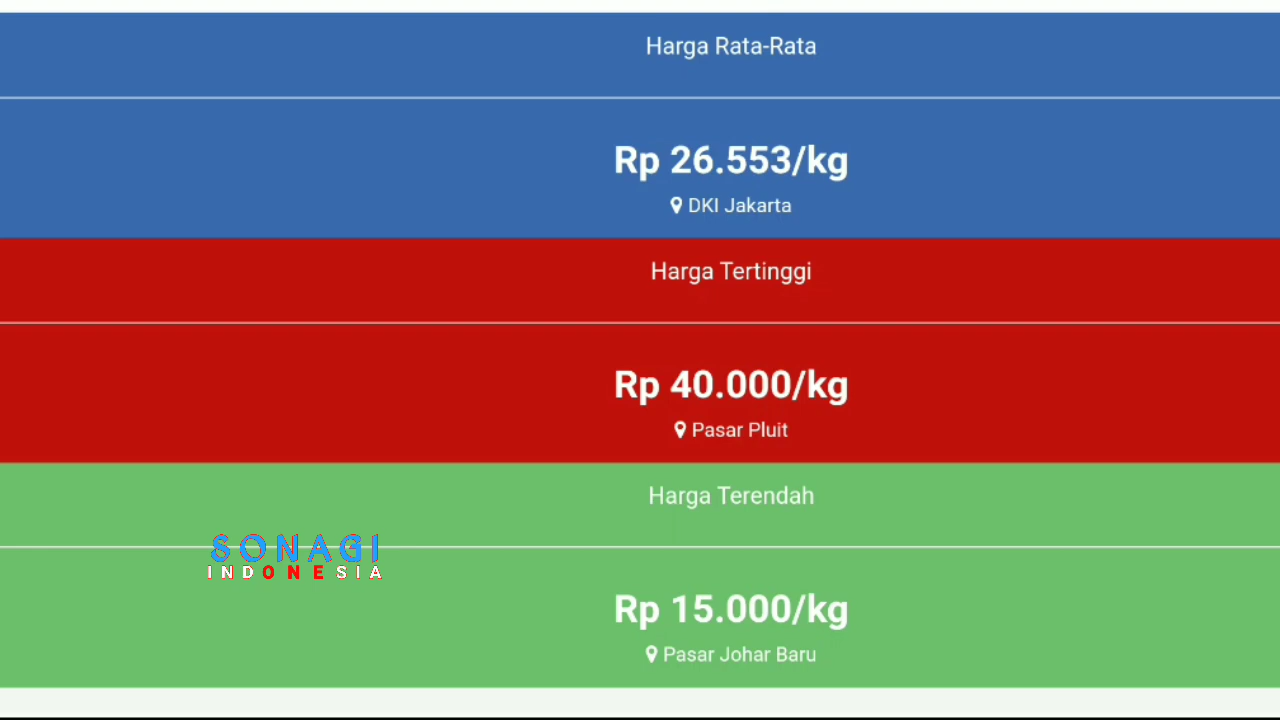 Harga Rata-Rata
Rp 26.553/kg
DKI Jakarta
Harga Tertinggi
Rp 40.000/kg
Pasar Pluit
Harga Terendah
SONAGI
INDONESIA
Rp 15.000/kg
Pasar Johar Baru